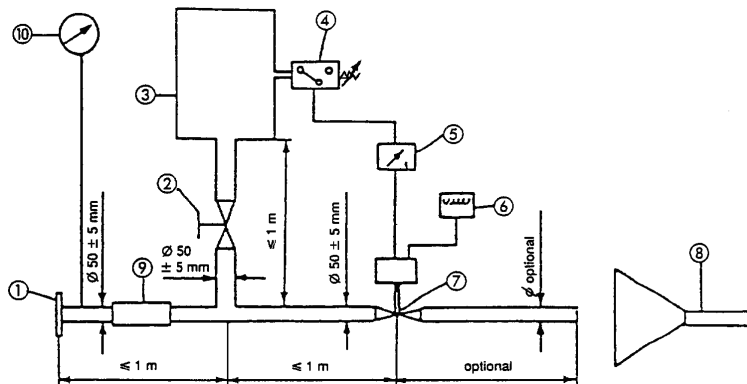 10
4
3
5
2
6
≤ 1 m
Ø 50 ± 5 mm
Ø 50
± 5 mm
Ø 50 ± 5 mm
Ø optional
1
9
7
8
≤ 1 m
≤ 1 m
optional